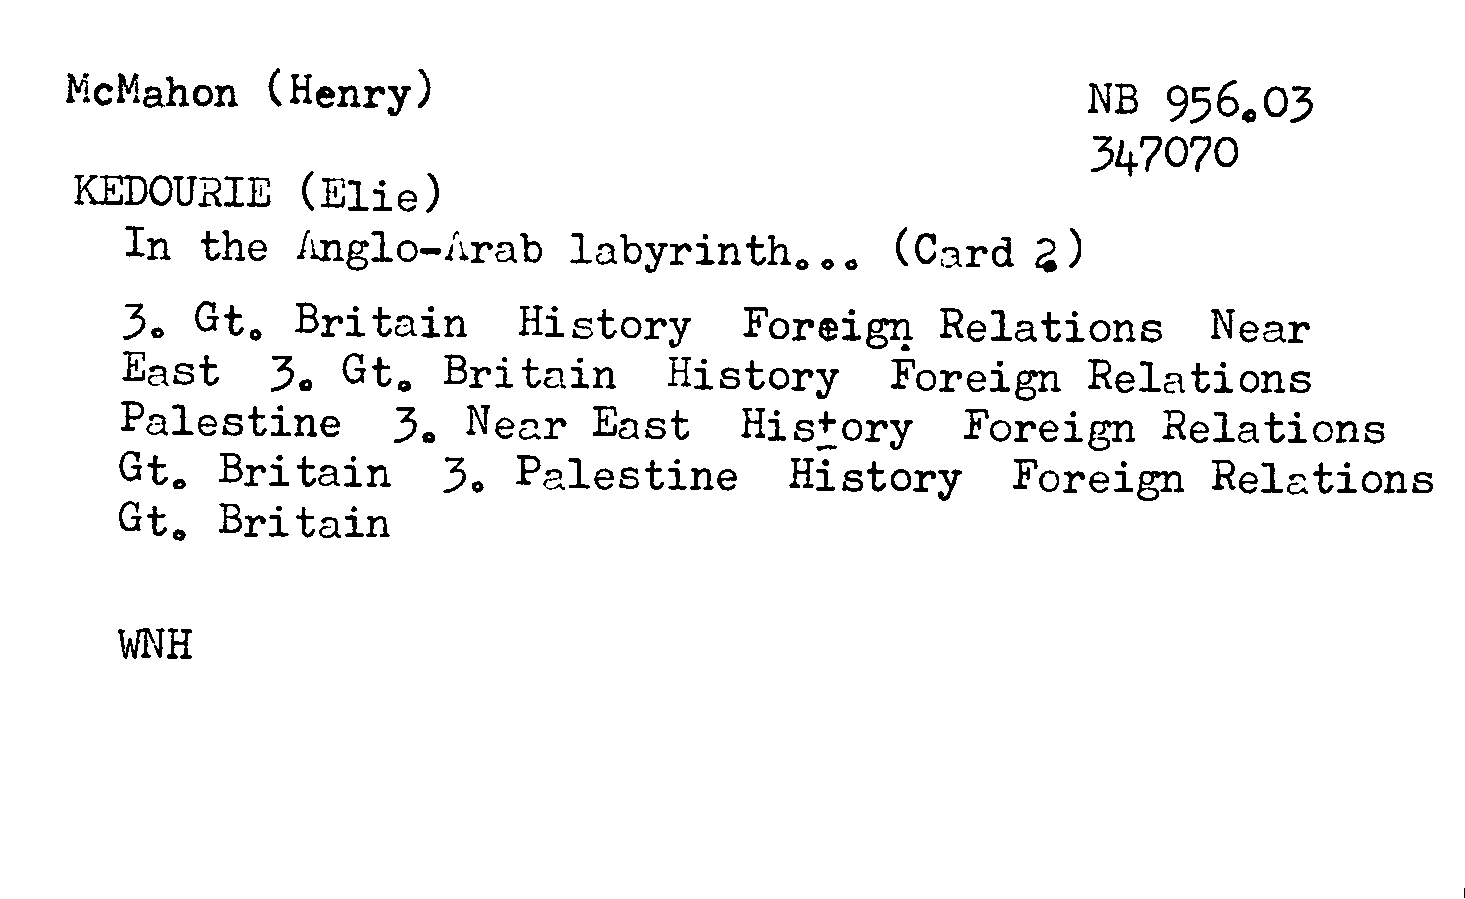 McMahon (Henry)
NB 956.03
347070
KEDOURIE (Elie)
In the Anglo-Arab labyrinth... (Card 2)
3. Gt. Britain History Foreign Relations Near
East 3. Gt. Britain History Foreign Relations
Palestine 3. Near East History Foreign Relations
Gt. Britain 3. Palestine History Foreign Relations
Gt. Britain
WNH